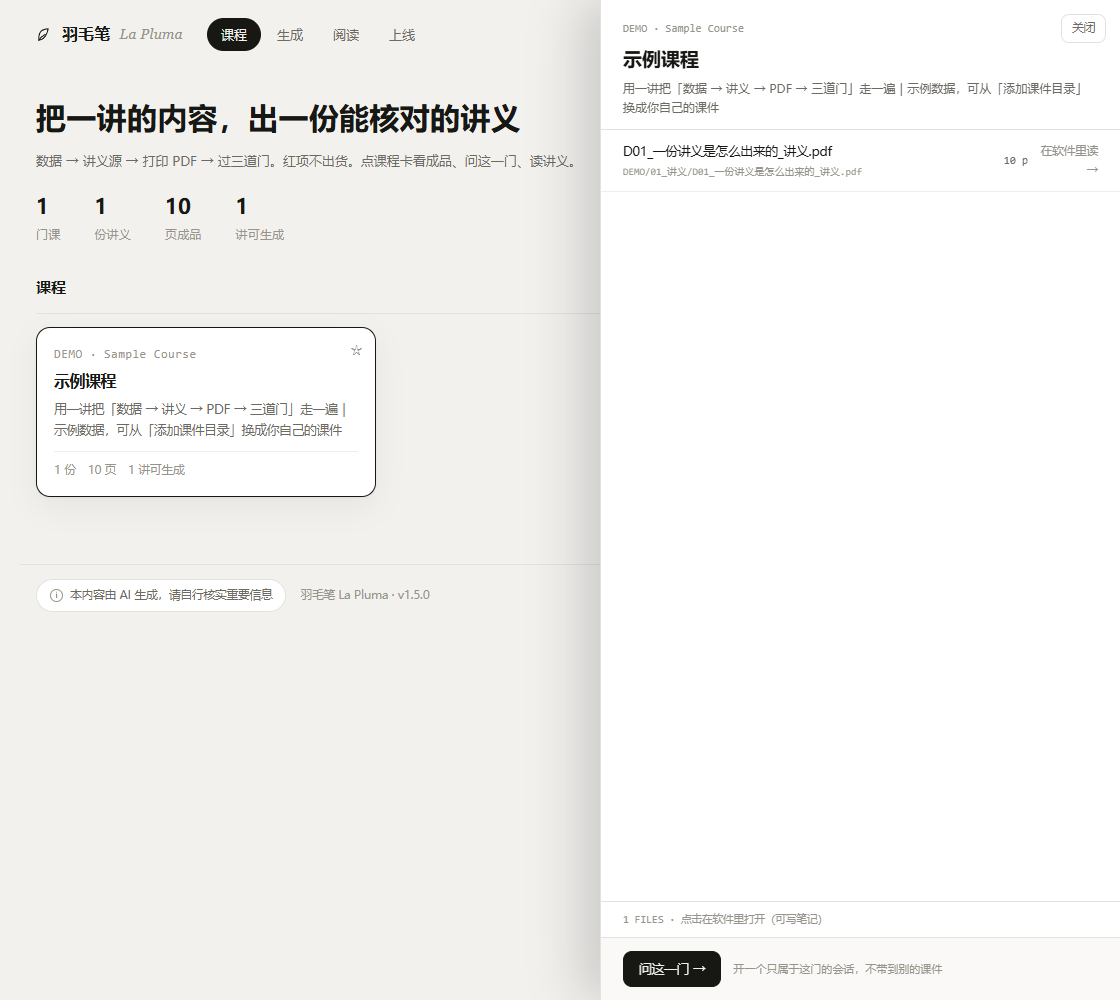 羽毛笔 La Pluma 课程 生成 阅读 上线
把一讲的内容，出一份能核对的讲义
数据 → 讲义源 → 打印 PDF → 过三道门。红项不出货。点课程卡看成品、问这一门、读讲义。
1 1 10 1
门课 份讲义 页成品 讲可生成
课程
DEMO · Sample Course ☆
示例课程
用一讲把「数据 → 讲义 → PDF → 三道门」走一遍 |
示例数据，可从「添加课件目录」换成你自己的课件
1 份 10 页 1 讲可生成
本内容由 AI 生成，请自行核实重要信息 羽毛笔 La Pluma · v1.5.0
DEMO · Sample Course 关闭
示例课程
用一讲把「数据 → 讲义 → PDF → 三道门」走一遍 | 示例数据，可从「添加课件目录」
换成你自己的课件
D01_一份讲义是怎么出来的_讲义.pdf
DEMO/01_讲义/D01_一份讲义是怎么出来的_讲义.pdf
10 p
在软件里读
→
1 FILES · 点击在软件里打开（可写笔记）
问这一门 → 开一个只属于这门的会话，不带到别的课件